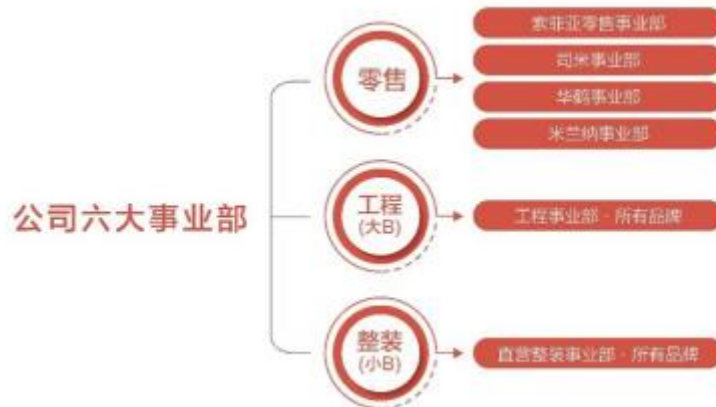 公司六大事业部
零售
索菲亚零售事业部
司米事业部
华鹤事业部
米兰纳事业部
工程
(大B)
工程事业部·所有品牌
整装
(小B)
直营整装事业部·所有品牌